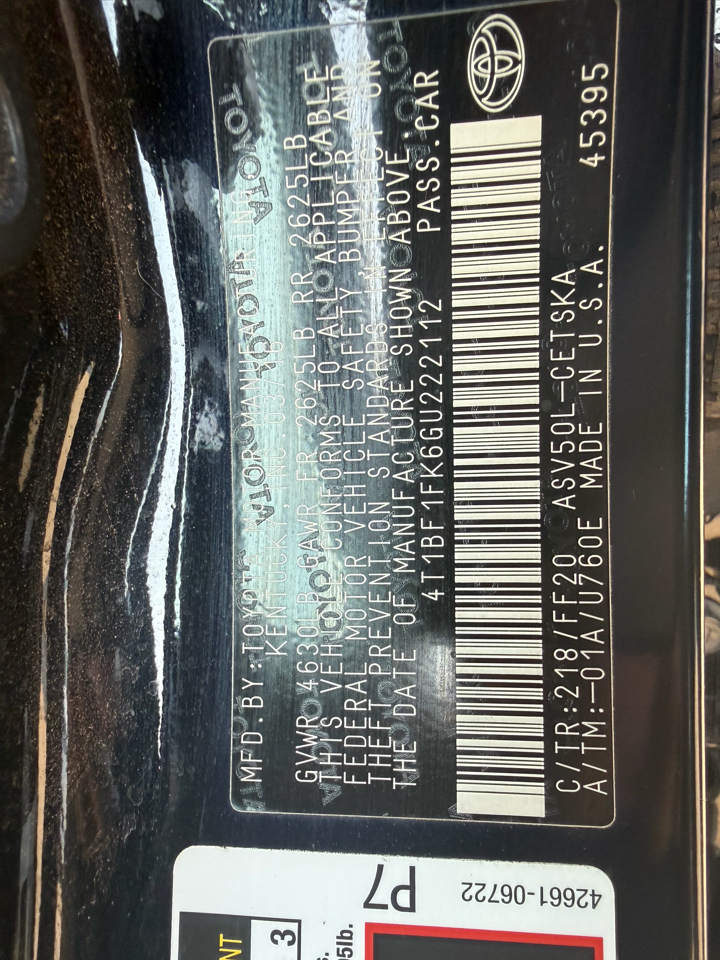 MFD.BY:TOYOTA MOTOR MANUFACTURING,
KENTUCKY, INC. 03/16
GVWR 4630LB GAWR FR 2625LB RR 2625LB
THIS VEHICLE CONFORMS TO ALL APPLICABLE
FEDERAL MOTOR VEHICLE SAFETY BUMPER AND
THEFT PREVENTION STANDARDS IN EFFECT ON
THE DATE OF MANUFACTURE SHOWN ABOVE.
4T1BF1FK6GU222112 PASS.CAR
C/TR:218/FF20 ASV50L-CETSKA
A/TM:-01A/U760E MADE IN U.S.A. 45395
P7
42661-06722
3